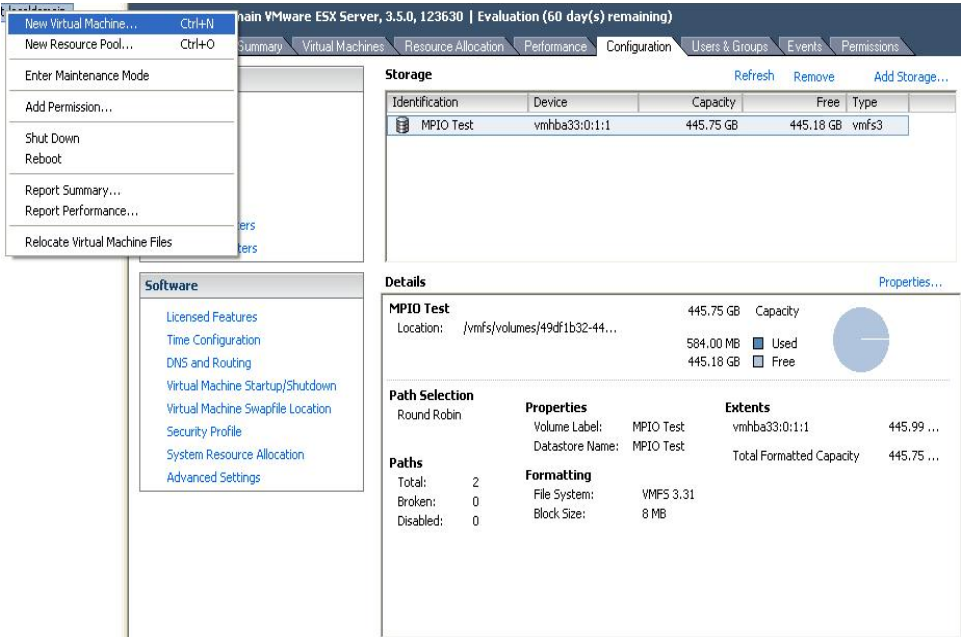 localdomain
main VMware ESX Server, 3.5.0, 123630 | Evaluation (60 day(s) remaining)
New Virtual Machine... Ctrl+N
New Resource Pool... Ctrl+O
Enter Maintenance Mode
Add Permission...
Shut Down
Reboot
Report Summary...
Report Performance...
Relocate Virtual Machine Files
Summary Virtual Machines Resource Allocation Performance Configuration Users & Groups Events Permissions
ers
ters
Software
Licensed Features
Time Configuration
DNS and Routing
Virtual Machine Startup/Shutdown
Virtual Machine Swapfile Location
Security Profile
System Resource Allocation
Advanced Settings
Storage Refresh Remove Add Storage...
Identification Device Capacity Free Type
MPIO Test vmhba33:0:1:1 445.75 GB 445.18 GB vmfs3
Details Properties...
MPIO Test 445.75 GB Capacity
Location: /vmfs/volumes/49df1b32-44...
584.00 MB Used
445.18 GB Free
Path Selection
Round Robin
Paths
Total: 2
Broken: 0
Disabled: 0
Properties
Volume Label: MPIO Test
Datastore Name: MPIO Test
Formatting
File System: VMFS 3.31
Block Size: 8 MB
Extents
vmhba33:0:1:1 445.99 ...
Total Formatted Capacity 445.75 ...